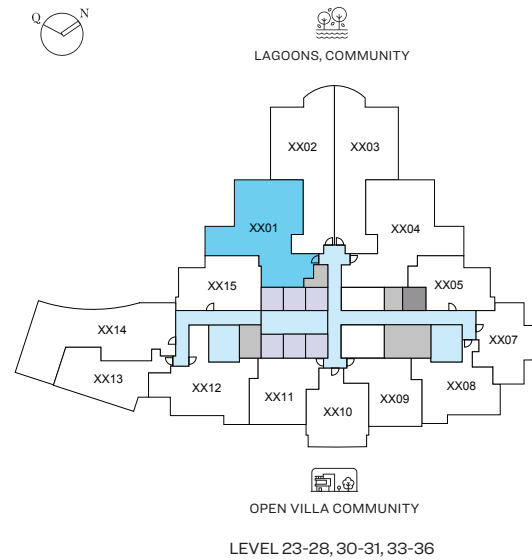 Q N
LAGOONS, COMMUNITY
XX02 XX03
XX01 XX04
XX15 XX05
XX14 XX07
XX13 XX12 XX11 XX10 XX09 XX08
OPEN VILLA COMMUNITY
LEVEL 23-28, 30-31, 33-36